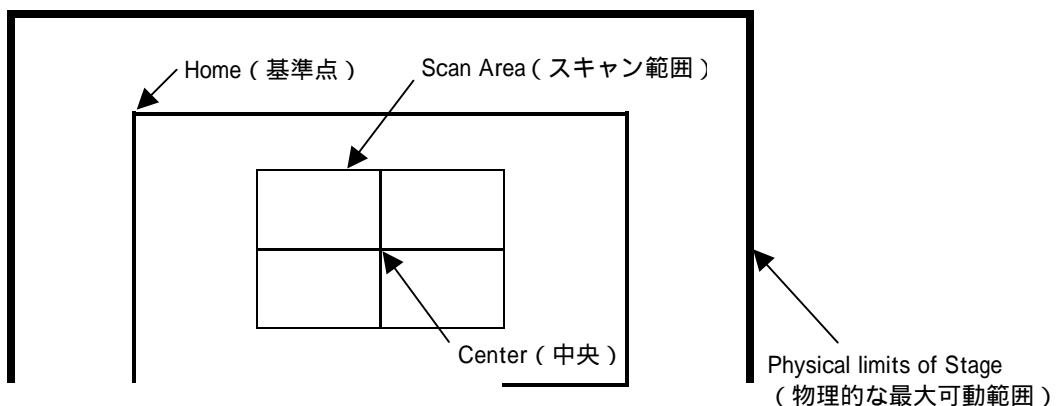 Home（基準点）
Scan Area（スキャン範囲）
Center（中央）
Physical limits of Stage
（物理的な最大可動範囲）